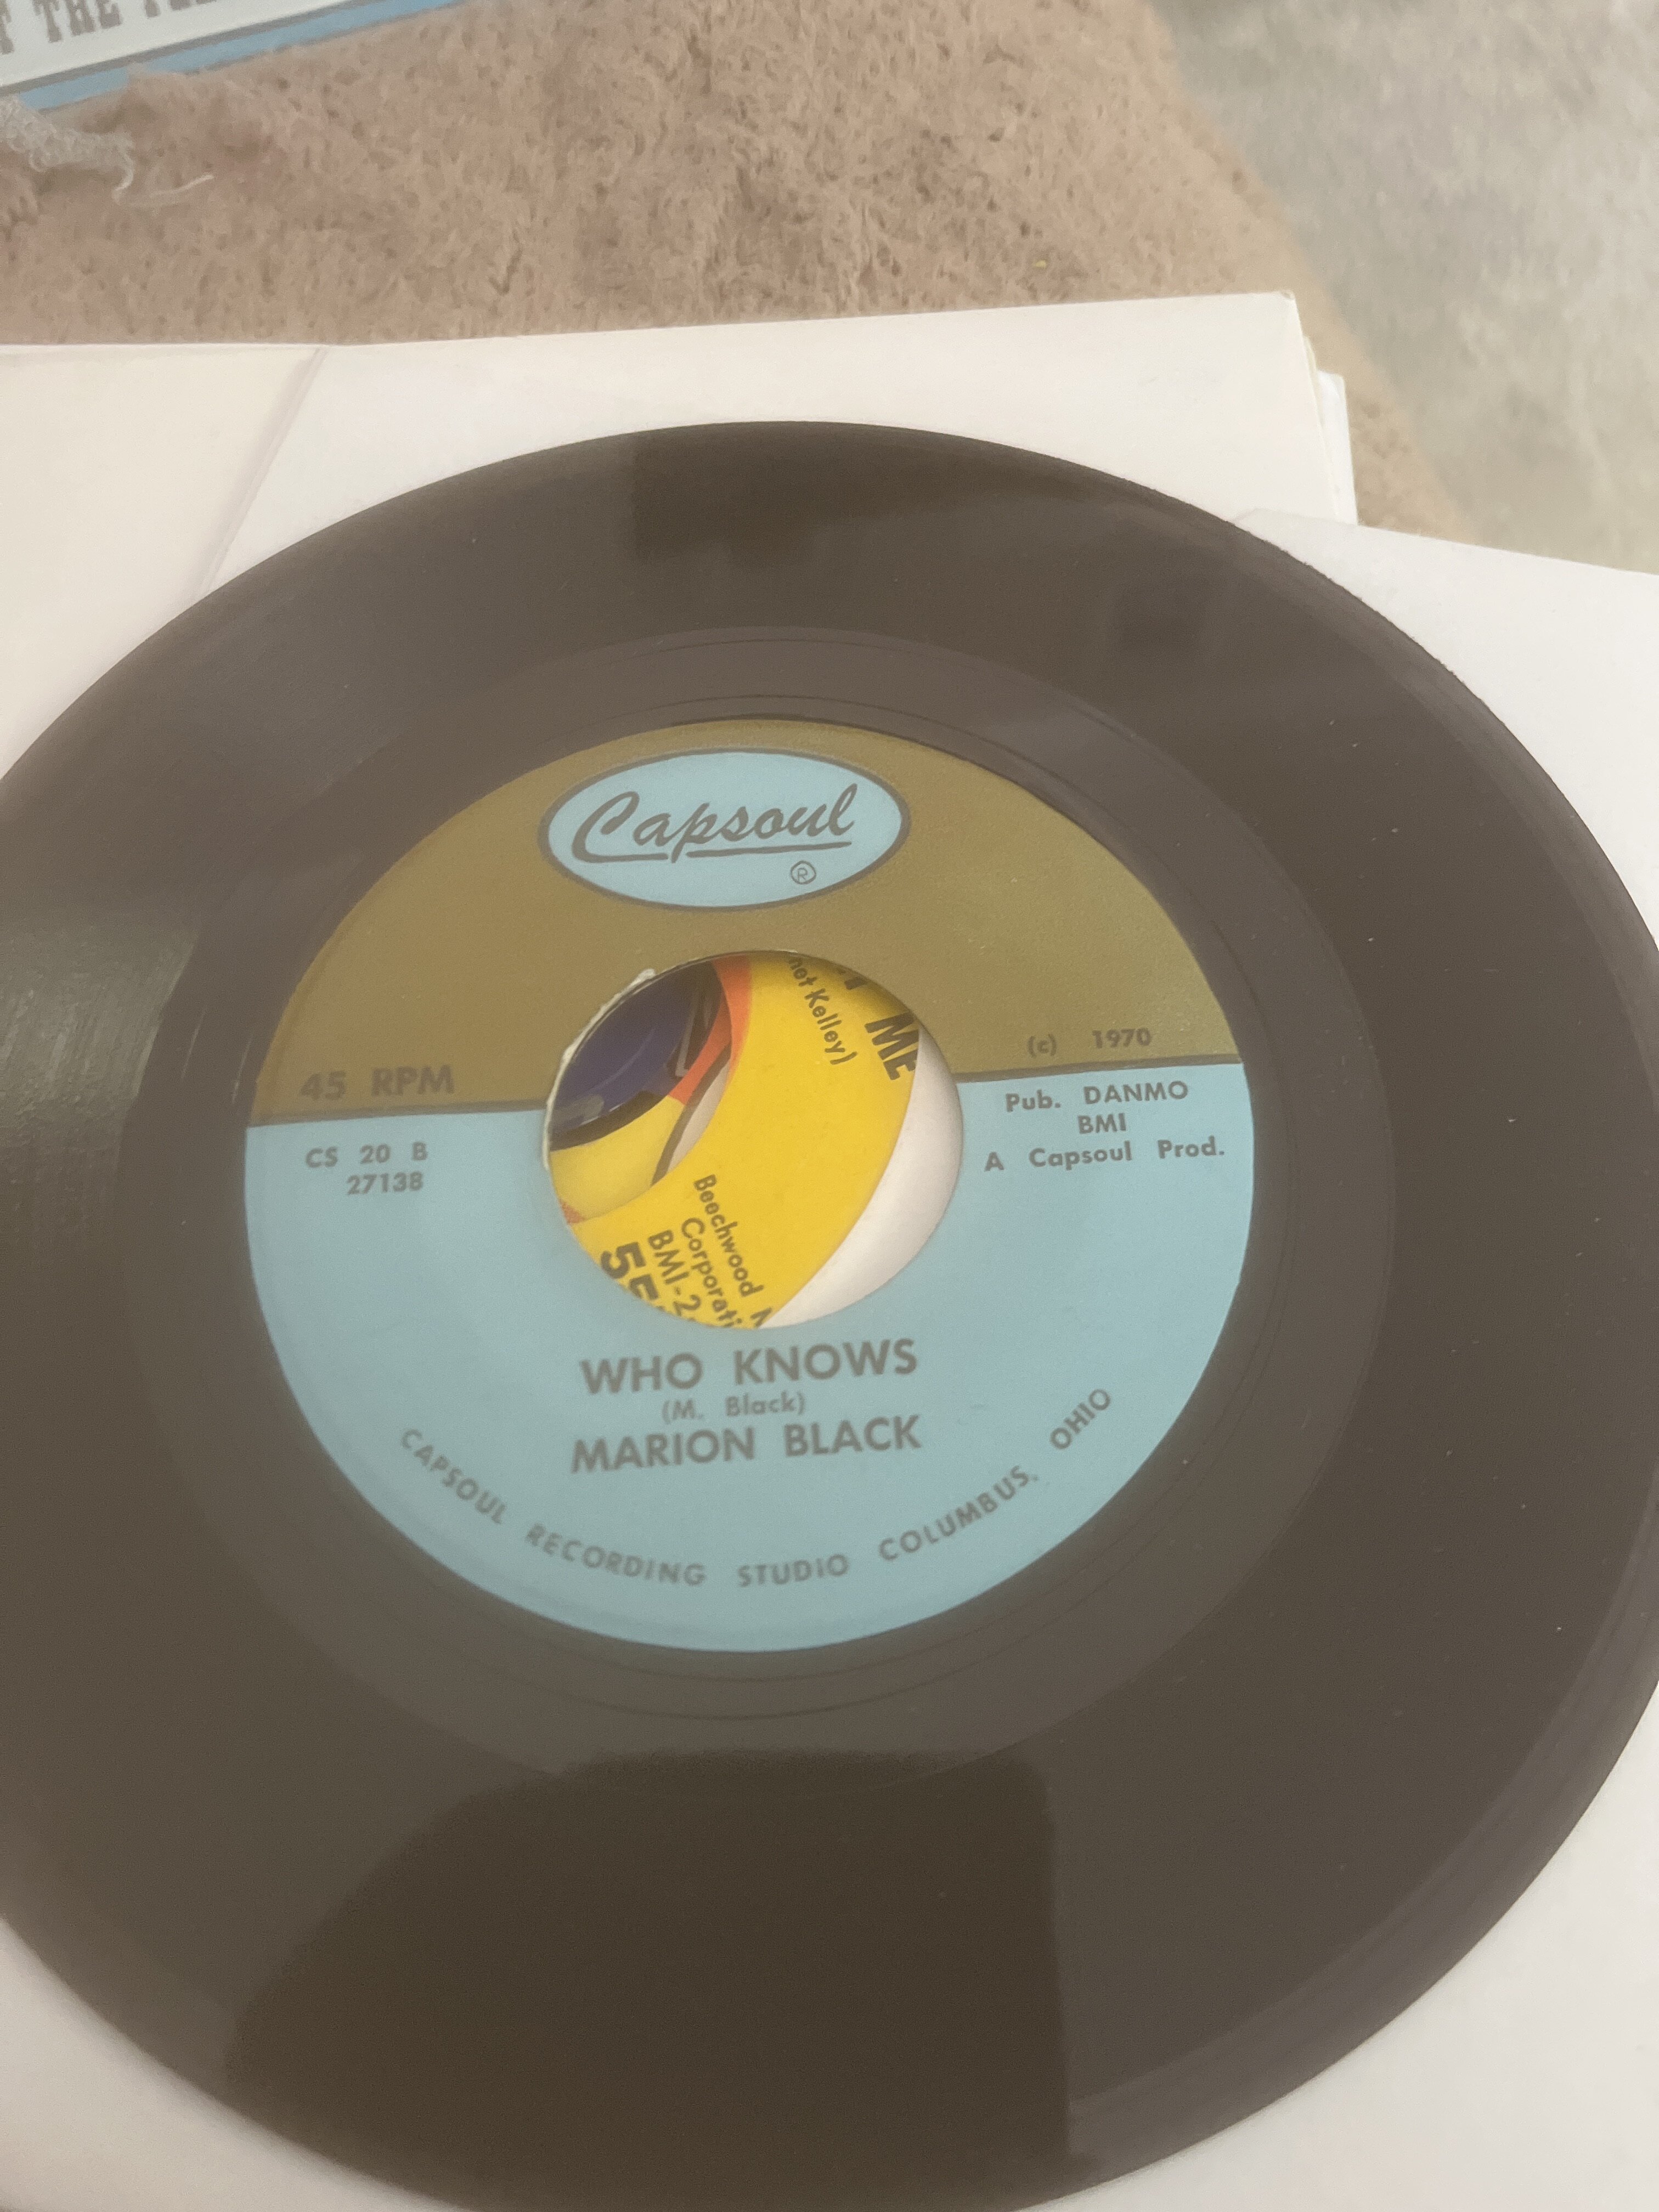 THE
Capsoul
®
45 RPM
(c) 1970
CS 20 B
27138
Pub. DANMO
BMI
A Capsoul Prod.
ME
Kelley)
Beechwood
BMI-2
WHO KNOWS
(M. Black)
MARION BLACK
CAPSOUL RECORDING STUDIO COLUMBUS, OHIO